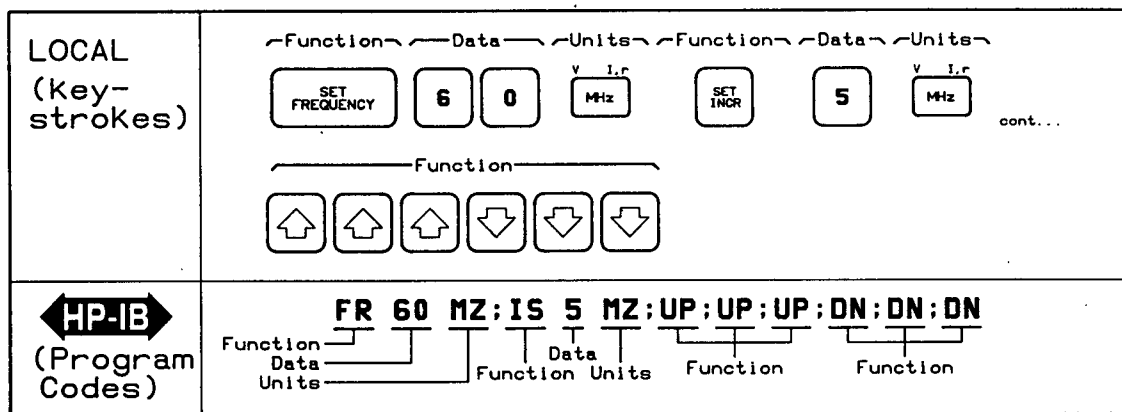 LOCAL
(Key-
strokes)
Function Data Units Function Data Units
SET
FREQUENCY
6
0
V I,r
MHz
SET
INCR
5
V I,r
MHz
cont...
Function
HP-IB
(Program
Codes)
FR 60 MZ;IS 5 MZ;UP;UP;UP;DN;DN;DN
Function
Data
Units
Function
Data
Units
Function
Function